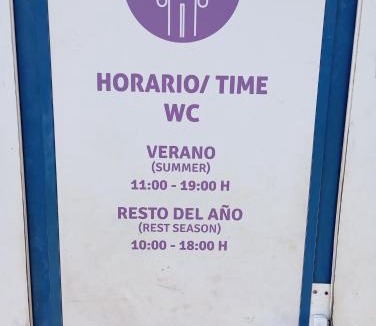 HORARIO/ TIME
WC
VERANO
(SUMMER)
11:00 - 19:00 H
RESTO DEL AÑO
(REST SEASON)
10:00 - 18:00 H